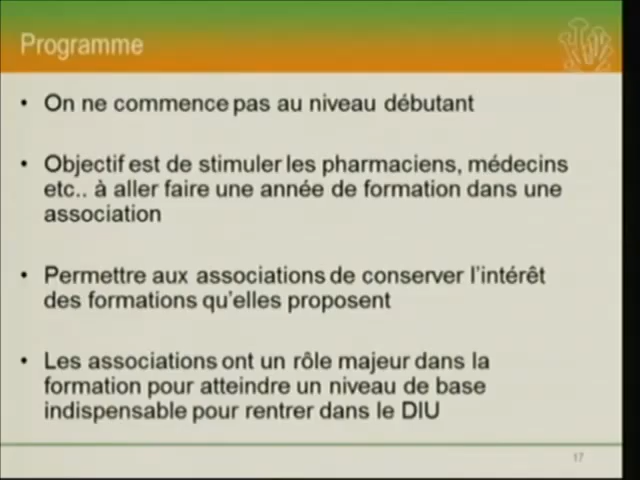 Programme
• On ne commence pas au niveau débutant
• Objectif est de stimuler les pharmaciens, médecins
etc.. à aller faire une année de formation dans une
association
• Permettre aux associations de conserver l'intérêt
des formations qu'elles proposent
• Les associations ont un rôle majeur dans la
formation pour atteindre un niveau de base
indispensable pour rentrer dans le DIU
17